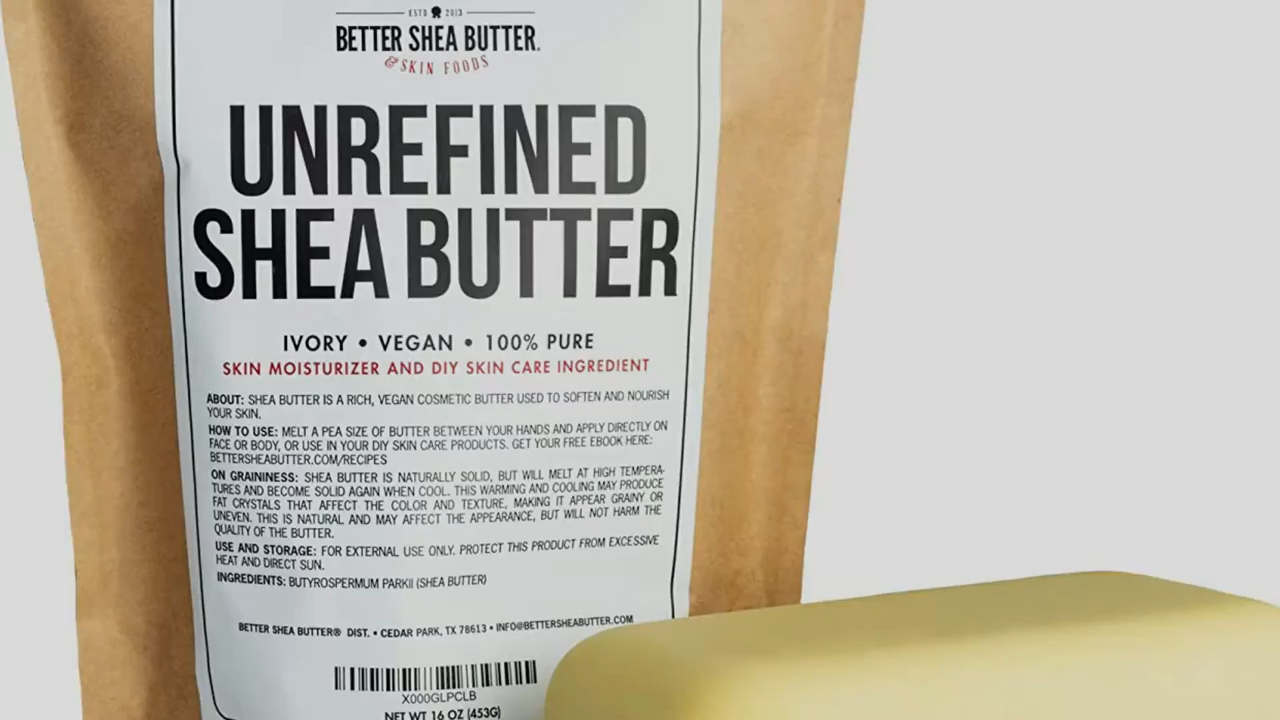 ESTD 2013
BETTER SHEA BUTTER®
& SKIN FOODS
UNREFINED
SHEA BUTTER
IVORY • VEGAN • 100% PURE
SKIN MOISTURIZER AND DIY SKIN CARE INGREDIENT
ABOUT: SHEA BUTTER IS A RICH, VEGAN COSMETIC BUTTER USED TO SOFTEN AND NOURISH
YOUR SKIN.
HOW TO USE: MELT A PEA SIZE OF BUTTER BETWEEN YOUR HANDS AND APPLY DIRECTLY ON
FACE OR BODY, OR USE IN YOUR DIY SKIN CARE PRODUCTS. GET YOUR FREE EBOOK HERE:
BETTERSHEABUTTER.COM/RECIPES
ON GRAININESS: SHEA BUTTER IS NATURALLY SOLID, BUT WILL MELT AT HIGH TEMPERA-
TURES AND BECOME SOLID AGAIN WHEN COOL. THIS WARMING AND COOLING MAY PRODUCE
FAT CRYSTALS THAT AFFECT THE COLOR AND TEXTURE, MAKING IT APPEAR GRAINY OR
UNEVEN. THIS IS NATURAL AND MAY AFFECT THE APPEARANCE, BUT WILL NOT HARM THE
QUALITY OF THE BUTTER.
USE AND STORAGE: FOR EXTERNAL USE ONLY. PROTECT THIS PRODUCT FROM EXCESSIVE
HEAT AND DIRECT SUN.
INGREDIENTS: BUTYROSPERMUM PARKII (SHEA BUTTER)
BETTER SHEA BUTTER® DIST. • CEDAR PARK, TX 78613 • INFO@BETTERSHEABUTTER.COM
X000GLPCLB
NET WT 16 OZ (453G)